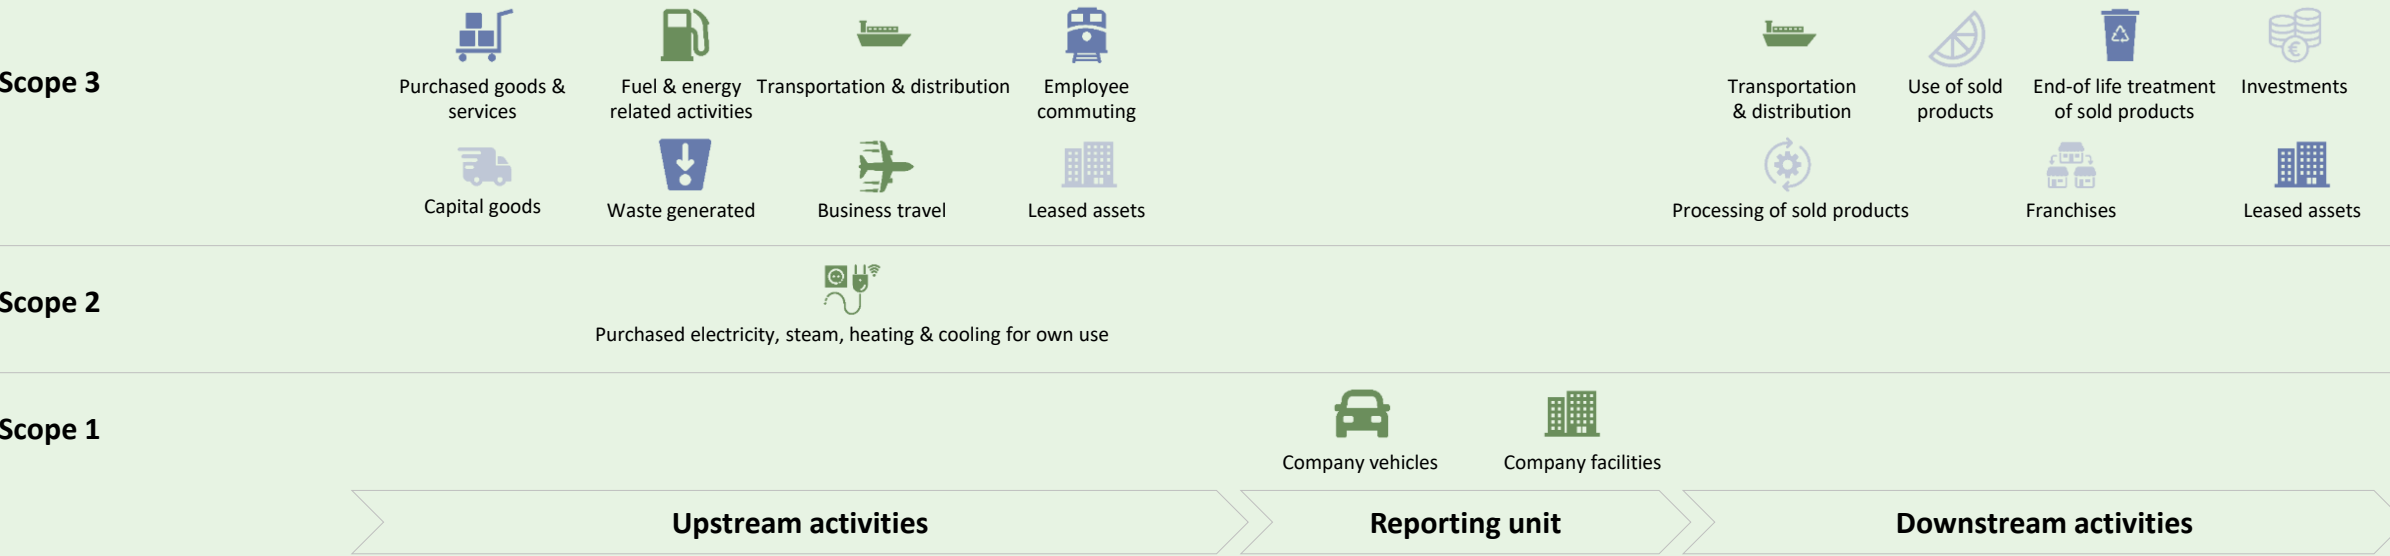 Scope 3
Purchased goods &
services
Fuel & energy
related activities
Transportation & distribution
Employee
commuting
Transportation
& distribution
Use of sold
products
End-of life treatment
of sold products
Investments
Capital goods
Waste generated
Business travel
Leased assets
Processing of sold products
Franchises
Leased assets
Scope 2
Purchased electricity, steam, heating & cooling for own use
Scope 1
Company vehicles
Company facilities
Upstream activities
Reporting unit
Downstream activities